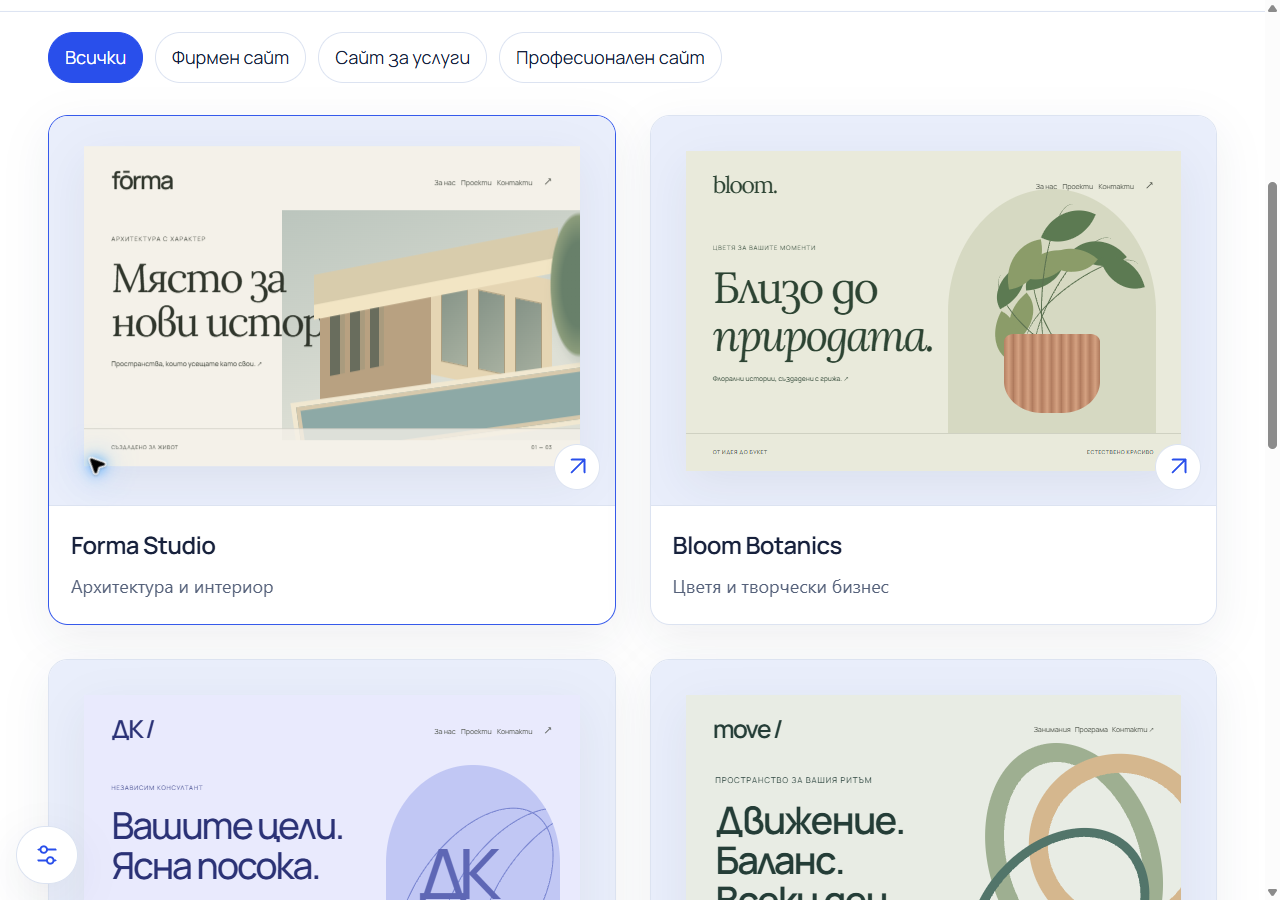 Всички
Фирмен сайт
Сайт за услуги
Професионален сайт
fōrma
За нас Проекти Контакти ↗
АРХИТЕКТУРА С ХАРАКТЕР
Място за
нови истор
Пространства, които усещате като свои. ↗
СЪЗДАДЕНО ЗА ЖИВОТ
01 — 03
Forma Studio
Архитектура и интериор
bloom.
За нас Проекти Контакти ↗
ЦВЕТЯ ЗА ВАШИТЕ МОМЕНТИ
Близо до
природата.
Флорални истории, създадени с грижа. ↗
ОТ ИДЕЯ ДО БУКЕТ
ЕСТЕСТВЕНО КРАСИВО
Bloom Botanics
Цветя и творчески бизнес
ДК /
За нас Проекти Контакти ↗
НЕЗАВИСИМ КОНСУЛТАНТ
Вашите цели.
Ясна посока.
ДК
move /
Занимания Програма Контакти ↗
ПРОСТРАНСТВО ЗА ВАШИЯ РИТЪМ
Движение.
Баланс.
Всеки ден.